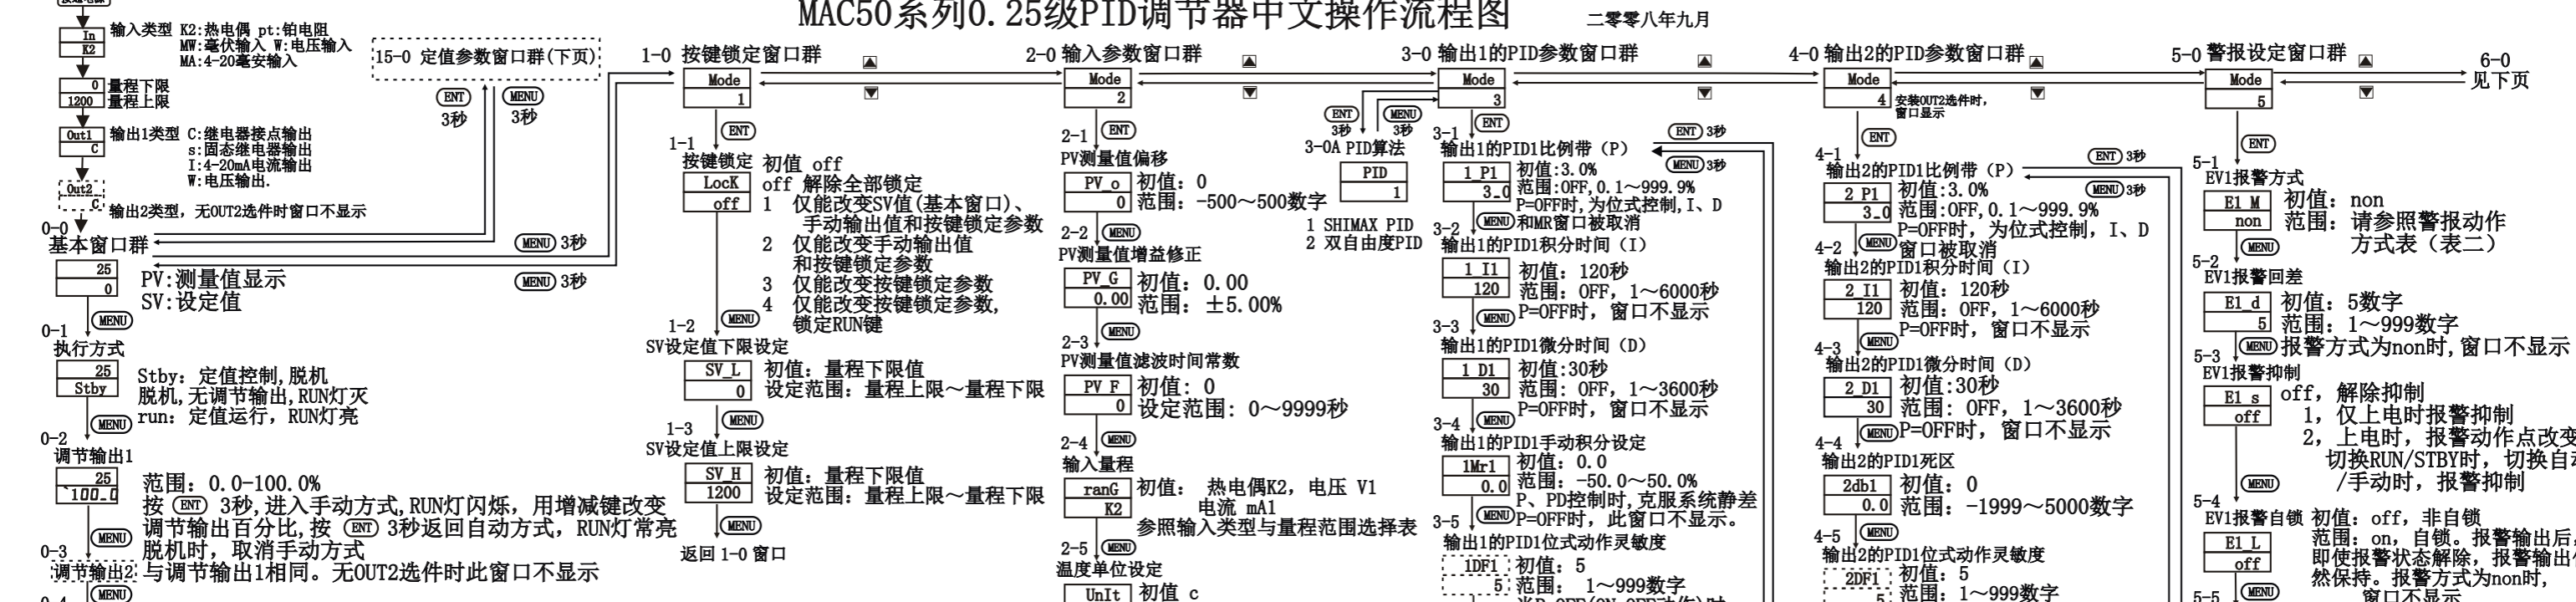 MAC50系列0.25级PID调节器中文操作流程图
二零零八年九月
In
K2
输入类型 K2:热电偶 pt:铂电阻
MW:毫伏输入 W:电压输入
MA:4-20毫安输入
0
1200
量程下限
量程上限
Out1
C
输出1类型 C:继电器接点输出
s:固态继电器输出
I:4-20mA电流输出
W:电压输出.
Out2
C
输出2类型，无OUT2选件时窗口不显示
0-0
基本窗口群
25
0
PV:测量值显示
SV:设定值
MENU
0-1
执行方式
25
Stby
Stby：定值控制,脱机
脱机,无调节输出,RUN灯灭
run：定值运行，RUN灯亮
MENU
0-2
调节输出1
25
100.0
范围：0.0-100.0%
按 ENT 3秒,进入手动方式,RUN灯闪烁，用增减键改变
调节输出百分比,按 ENT 3秒返回自动方式，RUN灯常亮
脱机时，取消手动方式
MENU
0-3
调节输出2 与调节输出1相同。无OUT2选件时此窗口不显示
MENU
15-0 定值参数窗口群(下页)
ENT
3秒
MENU
3秒
MENU 3秒
MENU 3秒
1-0 按键锁定窗口群
Mode
1
ENT
1-1
按键锁定 初值 off
LocK
off
off 解除全部锁定
1 仅能改变SV值(基本窗口)、
手动输出值和按键锁定参数
2 仅能改变手动输出值
和按键锁定参数
3 仅能改变按键锁定参数
4 仅能改变按键锁定参数,
锁定RUN键
1-2 MENU
SV设定值下限设定
SV_L
0
初值：量程下限值
设定范围：量程上限～量程下限
1-3 MENU
SV设定值上限设定
SV_H
1200
初值：量程下限值
设定范围：量程上限～量程下限
MENU
返回 1-0 窗口
2-0 输入参数窗口群
Mode
2
2-1 ENT
PV测量值偏移
PV_o
0
初值：0
范围：-500～500数字
2-2 MENU
PV测量值增益修正
PV_G
0.00
初值：0.00
范围：±5.00%
MENU
2-3
PV测量值滤波时间常数
PV_F
0
初值：0
设定范围：0～9999秒
2-4 MENU
输入量程
ranG
K2
初值： 热电偶K2，电压 V1
电流 mA1
参照输入类型与量程范围选择表
2-5 MENU
温度单位设定
UnIt 初值 c
3-0 输出1的PID参数窗口群
Mode
3
ENT
3秒
MENU
3秒
3-0A PID算法
PID
1
1 SHIMAX PID
2 双自由度PID
3-1 ENT
ENT 3秒
MENU 3秒
输出1的PID1比例带（P）
1_P1
3.0
初值:3.0%
范围:OFF,0.1～999.9%
P=OFF时,为位式控制,I、D
和MR窗口被取消
3-2 MENU
输出1的PID1积分时间（I）
1_I1
120
初值：120秒
范围：OFF，1～6000秒
P=OFF时，窗口不显示
3-3 MENU
输出1的PID1微分时间（D）
1_D1
30
初值:30秒
范围：OFF，1～3600秒
P=OFF时，窗口不显示
3-4 MENU
输出1的PID1手动积分设定
1Mr1
0.0
初值：0.0
范围：-50.0～50.0%
P、PD控制时,克服系统静差
P=OFF时，此窗口不显示。
3-5 MENU
输出1的PID1位式动作灵敏度
1DF1
5
初值：5
范围： 1～999数字
4-0 输出2的PID参数窗口群
Mode
4
安装OUT2选件时，
窗口显示
ENT
4-1
输出2的PID1比例带（P）
ENT 3秒
MENU 3秒
2_P1
3.0
初值:3.0%
范围:OFF,0.1～999.9%
P=OFF时，为位式控制，I、D
窗口被取消
4-2 MENU
输出2的PID1积分时间（I）
2_I1
120
初值：120秒
范围：OFF，1～6000秒
P=OFF时，窗口不显示
4-3 MENU
输出2的PID1微分时间（D）
2_D1
30
初值:30秒
范围：OFF，1～3600秒
P=OFF时，窗口不显示
4-4 MENU
输出2的PID1死区
2db1
0.0
初值：0
范围：-1999～5000数字
4-5 MENU
输出2的PID1位式动作灵敏度
2DF1
5
初值：5
范围：1～999数字
5-0 警报设定窗口群
Mode
5
6-0
见下页
ENT
5-1
EV1报警方式
E1_M
non
初值：non
范围：请参照警报动作
方式表（表二）
MENU
5-2
EV1报警回差
E1_d
5
初值：5数字
范围：1～999数字
报警方式为non时,窗口不显示
5-3 MENU
EV1报警抑制
E1_s
off
off，解除抑制
1，仅上电时报警抑制
2，上电时，报警动作点改变
切换RUN/STBY时，切换自动
/手动时，报警抑制
MENU
5-4
EV1报警自锁
E1_L
off
初值：off，非自锁
范围：on，自锁。报警输出后，
即使报警状态解除，报警输出仍
然保持。报警方式为non时，
窗口不显示
5-5 MENU